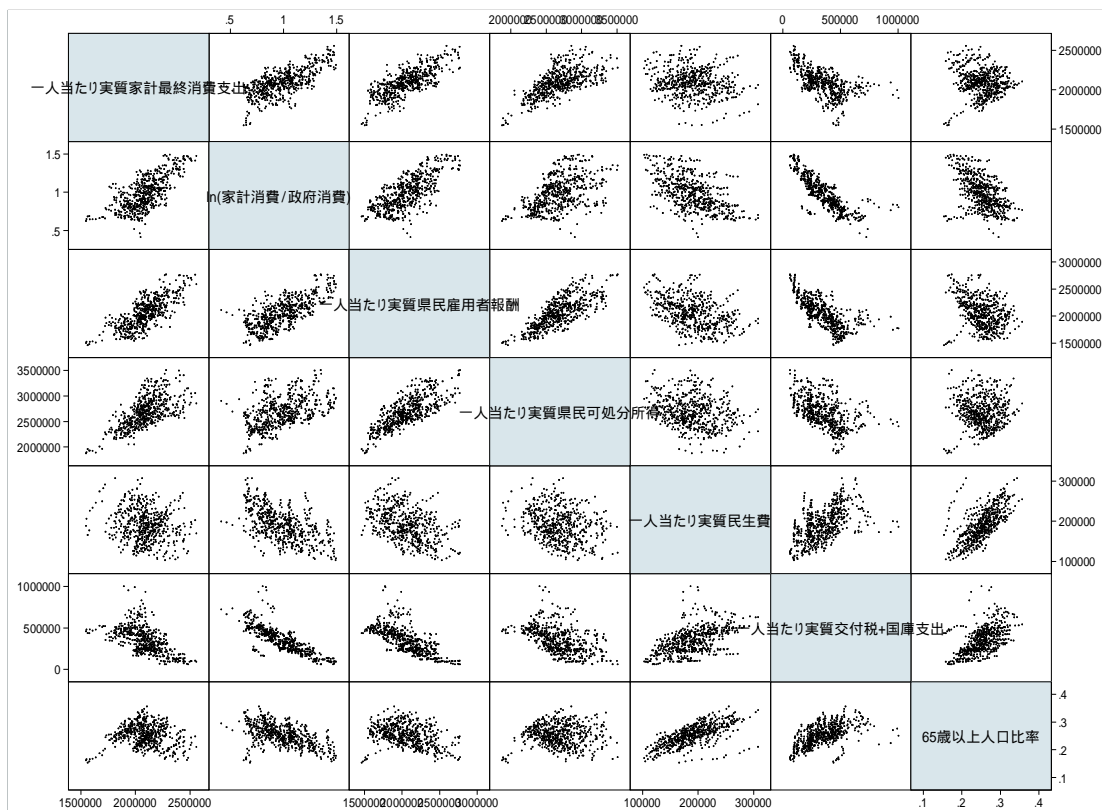 .5 1 1.5 2000000 2500000 3000000 3500000 0 500000 1000000
一人当たり実質家計最終消費支出
2500000
2000000
1500000
1.5
1
.5
ln(家計消費/政府消費)
一人当たり実質県民雇用者報酬
3000000
2500000
2000000
1500000
3500000
3000000
2500000
2000000
一人当たり実質県民可処分所得
一人当たり実質民生費
300000
200000
100000
1000000
500000
0
一人当たり実質交付税+国庫支出
65歳以上人口比率
.4
.3
.2
.1
1500000 2000000 2500000 1500000 2000000 2500000 3000000 100000 200000 300000 .1 .2 .3 .4